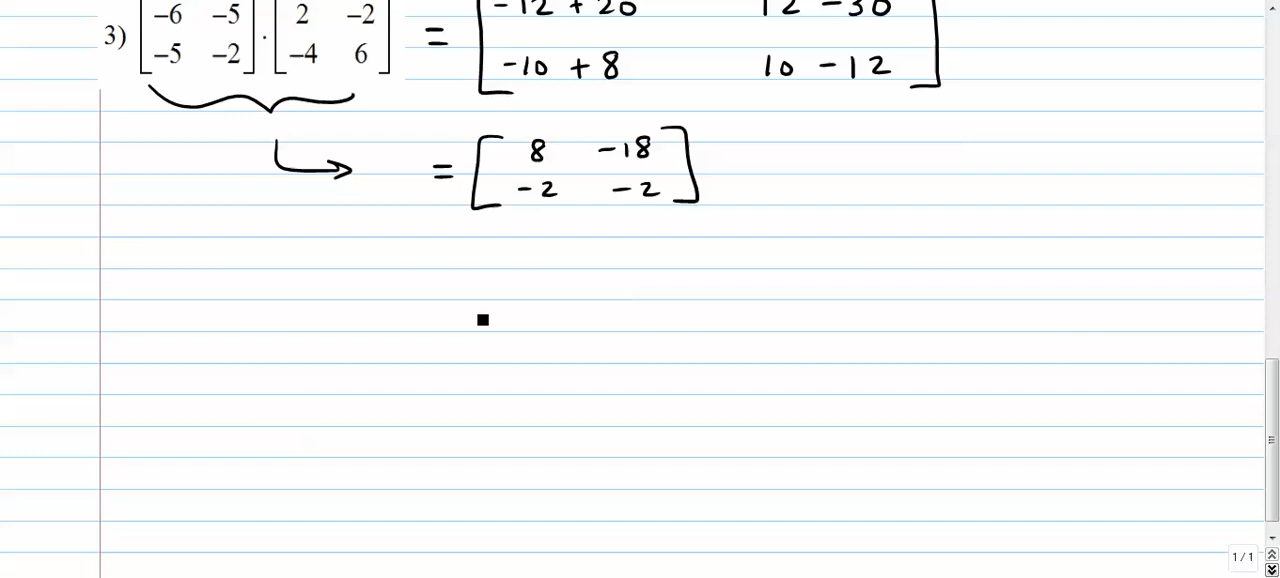 -12 + 20 12 - 30
3) [ -6 -5 ] · [ 2 -2 ] =
[ -5 -2 ] [ -4 6 ]
-10 + 8 10 - 12
= [ 8 -18 ]
[ -2 -2 ]
1 / 1